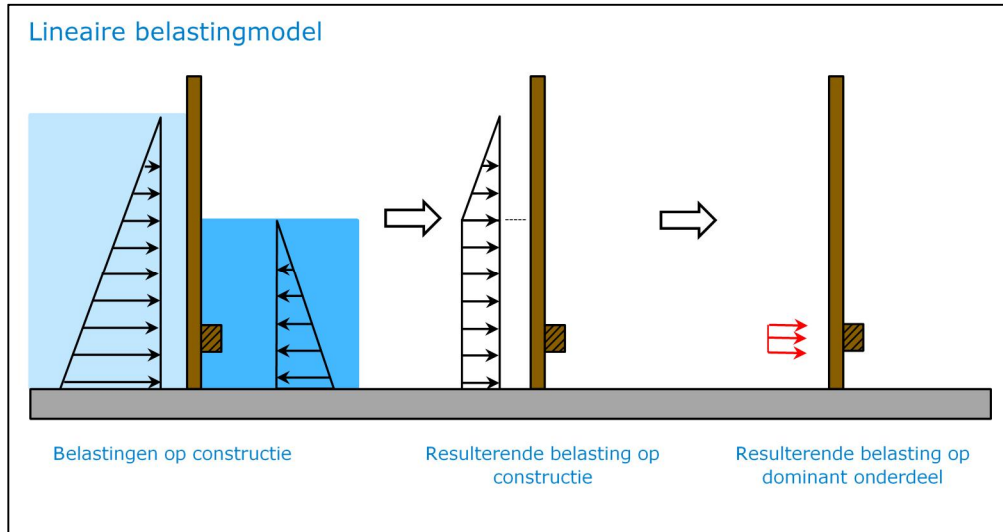 Lineaire belastingmodel
Belastingen op constructie
Resulterende belasting op
constructie
Resulterende belasting op
dominant onderdeel